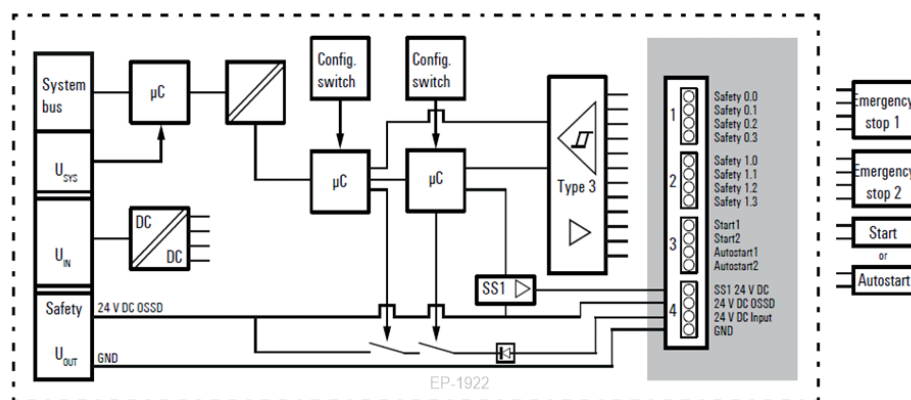 System
bus
U SYS
U IN
Safety
U OUT
µC
DC
DC
24 V DC OSSD
GND
Config.
switch
Config.
switch
µC
µC
Type 3
SS1
1
Safety 0.0
Safety 0.1
Safety 0.2
Safety 0.3
2
Safety 1.0
Safety 1.1
Safety 1.2
Safety 1.3
3
Start1
Start2
Autostart1
Autostart2
4
SS1 24 V DC
24 V DC OSSD
24 V DC Input
GND
Emergency
stop 1
Emergency
stop 2
Start
or
Autostart
EP-1922